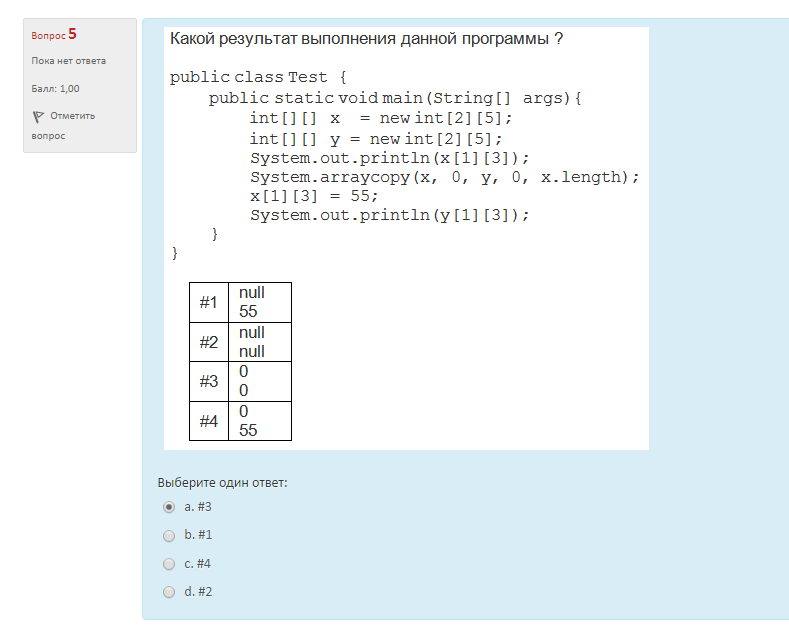 Вопрос 5
Пока нет ответа
Балл: 1,00
Отметить
вопрос
Какой результат выполнения данной программы ?
public class Test {
public static void main(String[] args){
int[][] x  = new int[2][5];
int[][] y = new int[2][5];
System.out.println(x[1][3]);
System.arraycopy(x, 0, y, 0, x.length);
x[1][3] = 55;
System.out.println(y[1][3]);
}
}
#1
null
55
#2
null
null
#3
0
0
#4
0
55
Выберите один ответ:
a. #3
b. #1
c. #4
d. #2